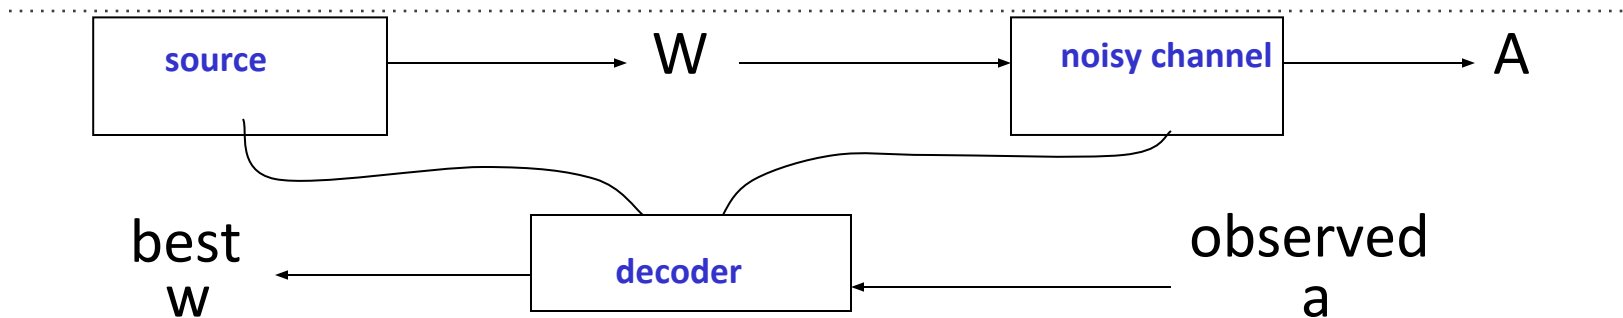 source
W
noisy channel
A
best
w
decoder
observed
a